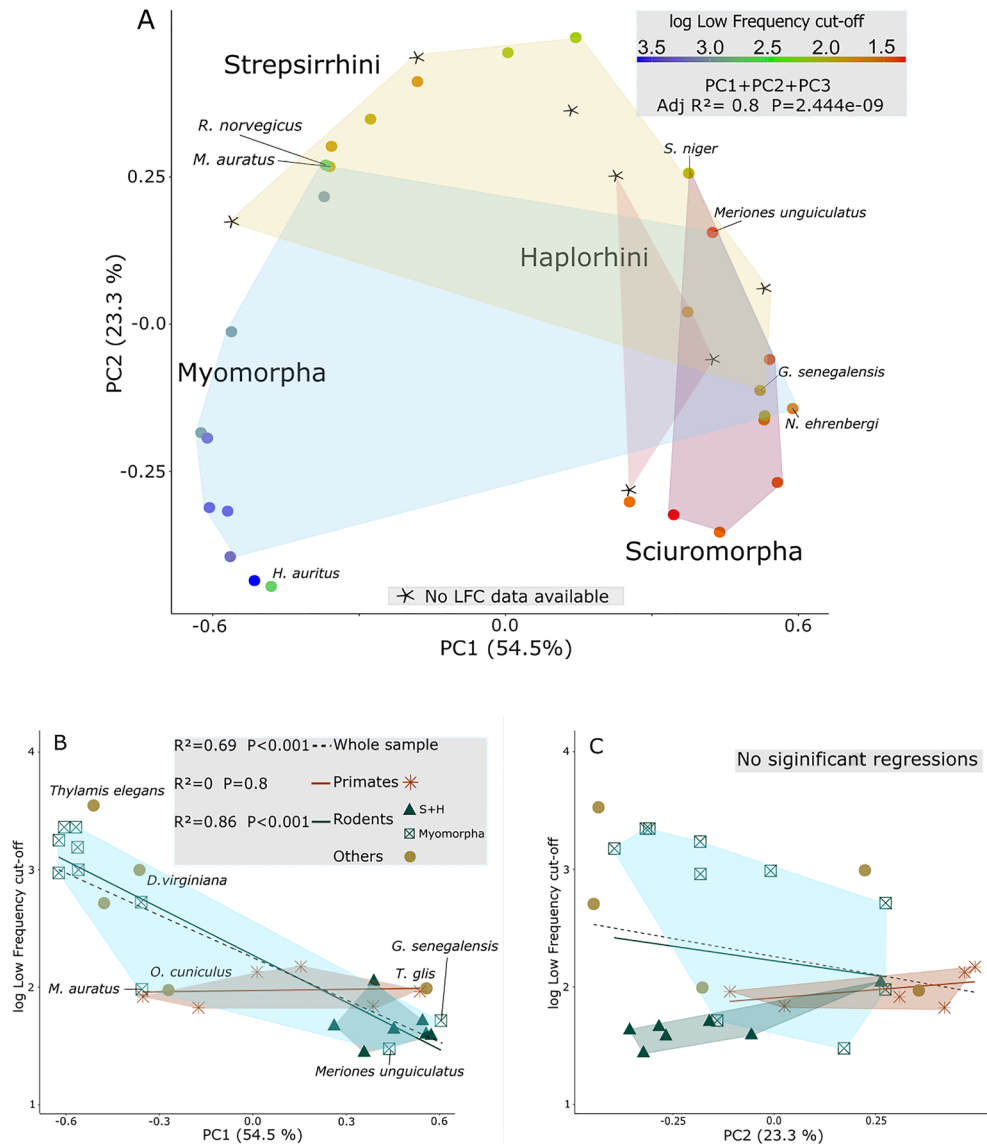 A
log Low Frequency cut-off
3.5 3.0 2.5 2.0 1.5
PC1+PC2+PC3
Adj R²= 0.8 P=2.444e-09
Strepsirrhini
R. norvegicus
M. auratus
S. niger
Meriones unguiculatus
Haplorhini
Myomorpha
G. senegalensis
N. ehrenbergi
Sciuromorpha
H. auritus
No LFC data available
0.25
-0.0
-0.25
PC2 (23.3 %)
-0.6 0.0 0.6
PC1 (54.5%)
B
R²=0.69 P<0.001 Whole sample
R²=0 P=0.8 Primates
R²=0.86 P<0.001 Rodents
S+H
Myomorpha
Others
Thylamis elegans
D.virginiana
O. cuniculus
M. auratus
G. senegalensis
T. glis
Meriones unguiculatus
4
3
2
1
log Low Frequency cut-off
-0.6 -0.3 0.0 0.3 0.6
PC1 (54.5 %)
C
No siginificant regressions
4
3
2
1
log Low Frequency cut-off
-0.25 0.0 0.25
PC2 (23.3 %)